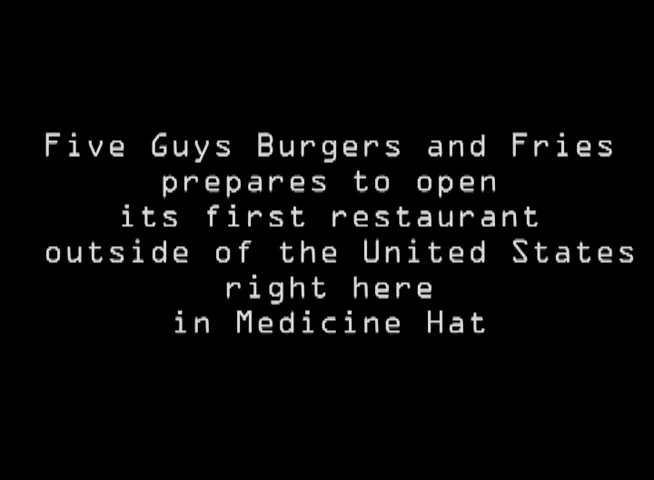 Five Guys Burgers and Fries
prepares to open
its first restaurant
outside of the United States
right here
in Medicine Hat